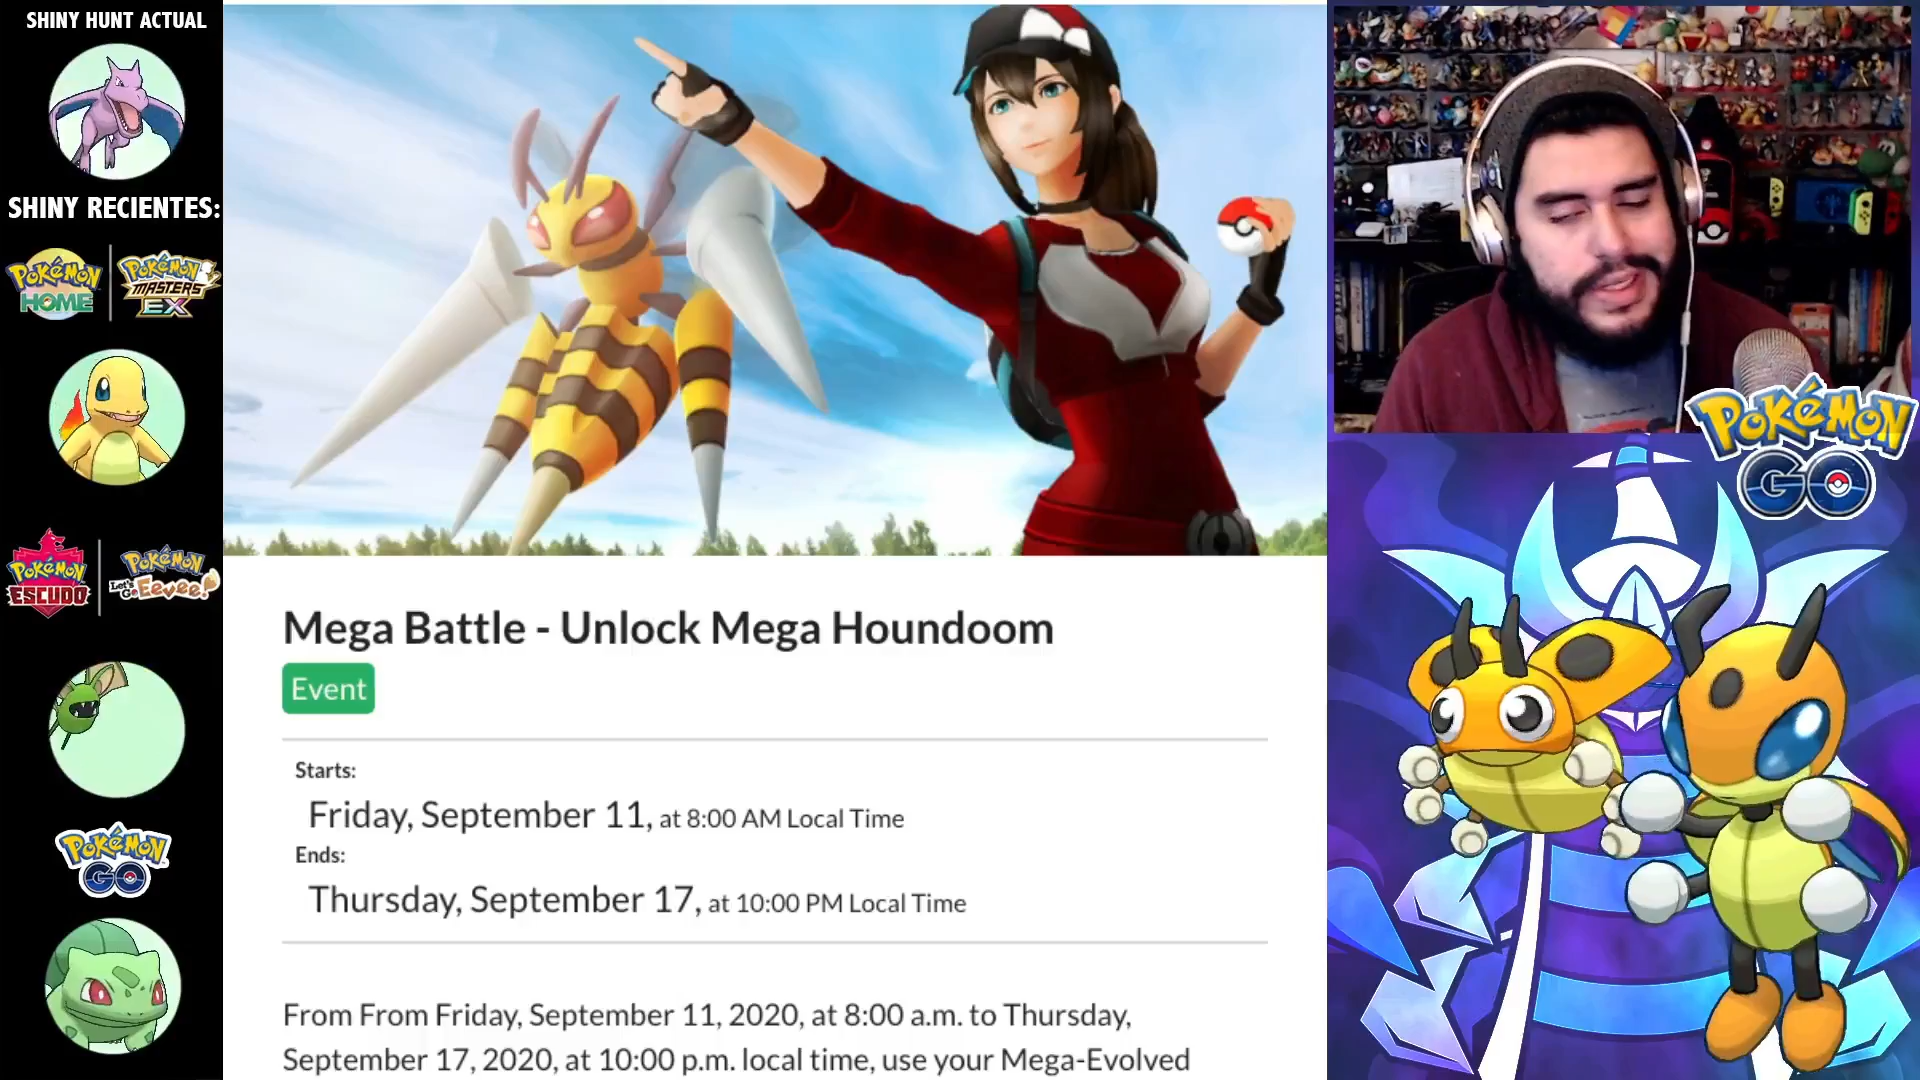 SHINY HUNT ACTUAL
SHINY RECIENTES:
POKéMON
HOME
POKéMON
MASTERS
EX
POKéMON
ESCUDO
POKéMON
Let's Go Eevee!
POKéMON
GO
Mega Battle - Unlock Mega Houndoom
Event
Starts:
Friday, September 11, at 8:00 AM Local Time
Ends:
Thursday, September 17, at 10:00 PM Local Time
From From Friday, September 11, 2020, at 8:00 a.m. to Thursday,
September 17, 2020, at 10:00 p.m. local time, use your Mega-Evolved
POKéMON
GO